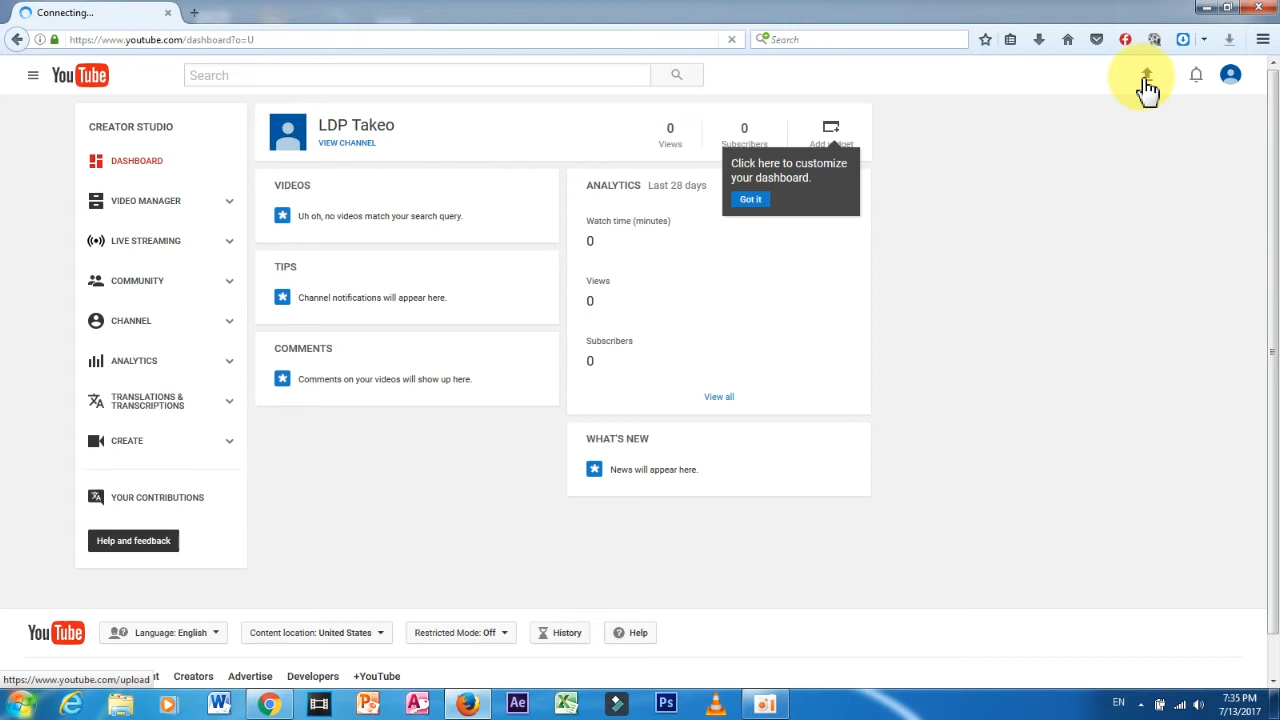 Connecting...
https://www.youtube.com/dashboard?o=U
Search
YouTube
Search
CREATOR STUDIO
DASHBOARD
VIDEO MANAGER
LIVE STREAMING
COMMUNITY
CHANNEL
ANALYTICS
TRANSLATIONS &
TRANSCRIPTIONS
CREATE
YOUR CONTRIBUTIONS
Help and feedback
LDP Takeo
VIEW CHANNEL
0
Views
0
Subscribers
Add widget
Click here to customize
your dashboard.
Got it
VIDEOS
Uh oh, no videos match your search query.
TIPS
Channel notifications will appear here.
COMMENTS
Comments on your videos will show up here.
ANALYTICS Last 28 days
Watch time (minutes)
0
Views
0
Subscribers
0
View all
WHAT'S NEW
News will appear here.
YouTube
Language: English
Content location: United States
Restricted Mode: Off
History
Help
https://www.youtube.com/upload
Creators
Advertise
Developers
+YouTube
EN
7:35 PM
7/13/2017